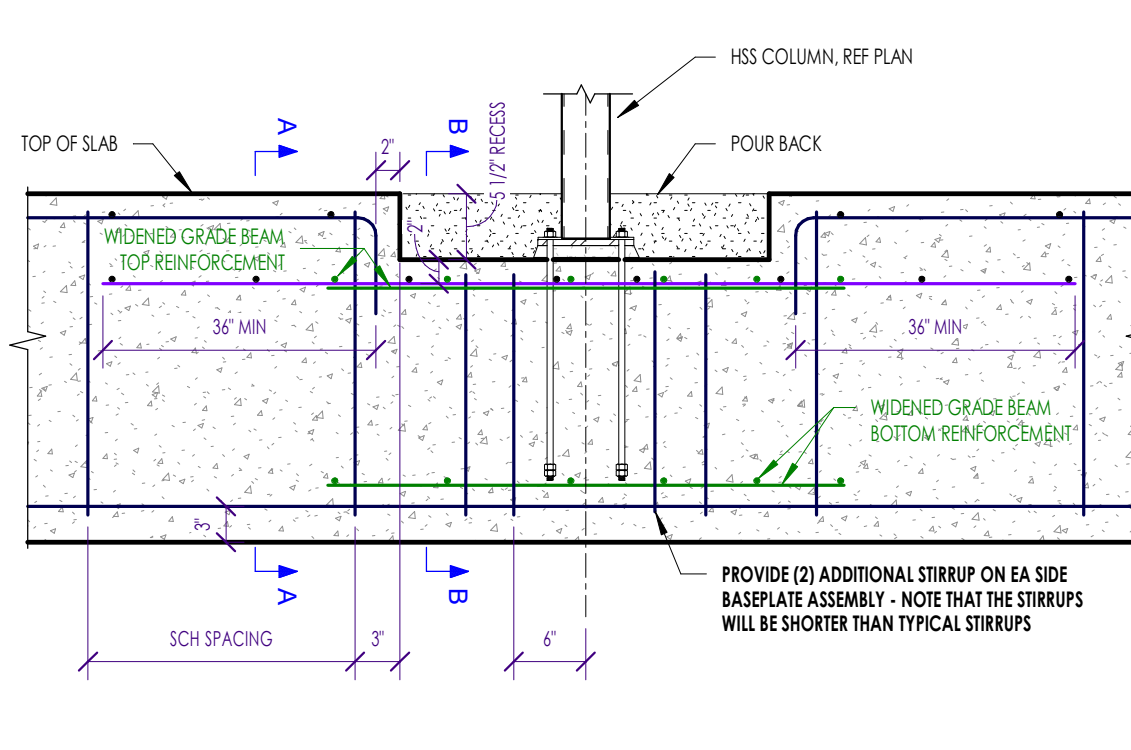 HSS COLUMN, REF PLAN
TOP OF SLAB
A
B
2"
5 1/2" RECESS
POUR BACK
2"
WIDENED GRADE BEAM
TOP REINFORCEMENT
36" MIN
36" MIN
WIDENED GRADE BEAM
BOTTOM REINFORCEMENT
3"
A
B
PROVIDE (2) ADDITIONAL STIRRUP ON EA SIDE
BASEPLATE ASSEMBLY - NOTE THAT THE STIRRUPS
WILL BE SHORTER THAN TYPICAL STIRRUPS
SCH SPACING
3"
6"